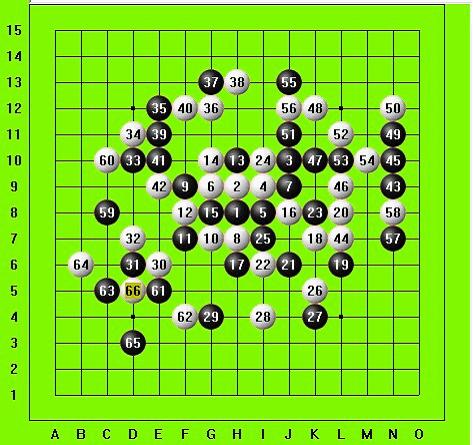 15
14
13 37 38 55
12 35 40 36 56 48 50
11 34 39 51 52 49
10 60 33 41 14 13 24 3 47 53 54 45
9 42 9 6 2 4 7 46 43
8 59 12 15 1 5 16 23 20 58
7 32 11 10 8 25 18 44 57
6 64 31 30 17 22 21 19
5 63 66 61 26
4 62 29 28 27
3 65
2
1
A B C D E F G H I J K L M N O